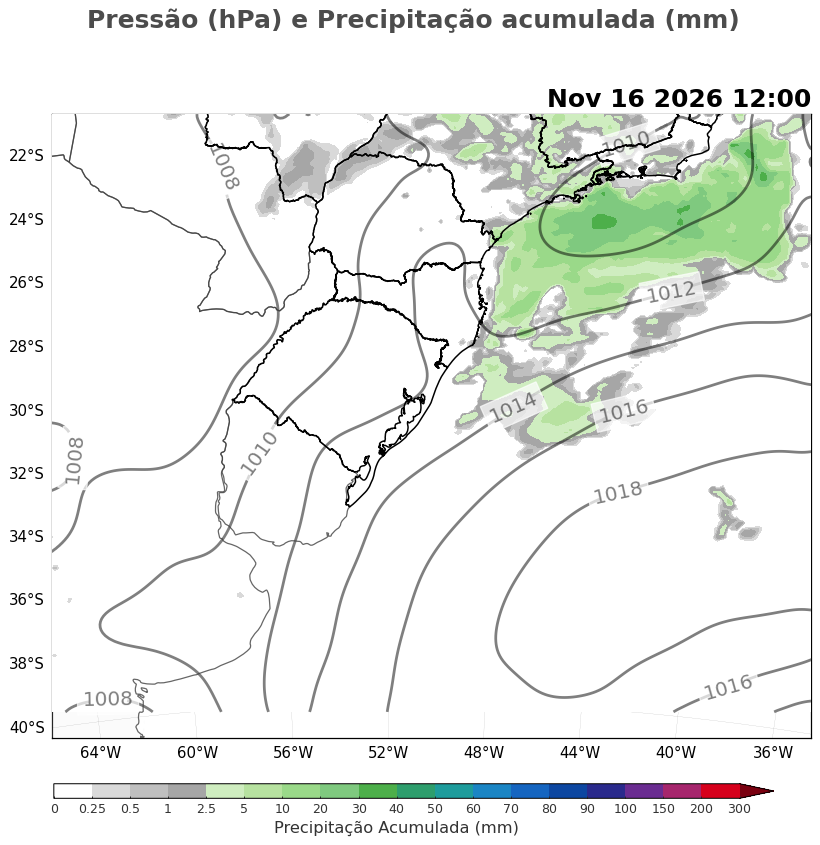 Pressão (hPa) e Precipitação acumulada (mm)
Nov 16 2026 12:00
22°S
24°S
26°S
28°S
30°S
32°S
34°S
36°S
38°S
40°S
1008
1010
1012
1014
1016
1018
1010
1008
1016
1008
64°W 60°W 56°W 52°W 48°W 44°W 40°W 36°W
0 0.25 0.5 1 2.5 5 10 20 30 40 50 60 70 80 90 100 150 200 300
Precipitação Acumulada (mm)